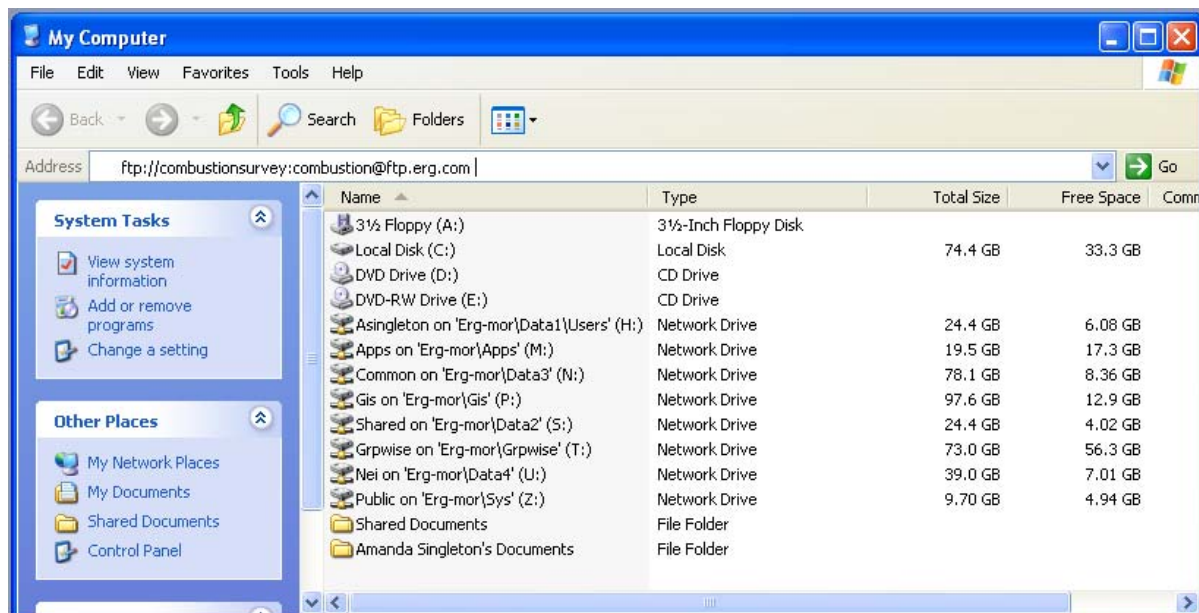 My Computer
File Edit View Favorites Tools Help
Back Search Folders
Address ftp://combustionsurvey:combustion@ftp.erg.com Go
System Tasks
View system
information
Add or remove
programs
Change a setting
Other Places
My Network Places
My Documents
Shared Documents
Control Panel
Name Type Total Size Free Space Comm
3½ Floppy (A:) 3½-Inch Floppy Disk
Local Disk (C:) Local Disk 74.4 GB 33.3 GB
DVD Drive (D:) CD Drive
DVD-RW Drive (E:) CD Drive
Asingleton on 'Erg-mor\Data1\Users' (H:) Network Drive 24.4 GB 6.08 GB
Apps on 'Erg-mor\Apps' (M:) Network Drive 19.5 GB 17.3 GB
Common on 'Erg-mor\Data3' (N:) Network Drive 78.1 GB 8.36 GB
Gis on 'Erg-mor\Gis' (P:) Network Drive 97.6 GB 12.9 GB
Shared on 'Erg-mor\Data2' (S:) Network Drive 24.4 GB 4.02 GB
Grpwise on 'Erg-mor\Grpwise' (T:) Network Drive 73.0 GB 56.3 GB
Nei on 'Erg-mor\Data4' (U:) Network Drive 39.0 GB 7.01 GB
Public on 'Erg-mor\Sys' (Z:) Network Drive 9.70 GB 4.94 GB
Shared Documents File Folder
Amanda Singleton's Documents File Folder